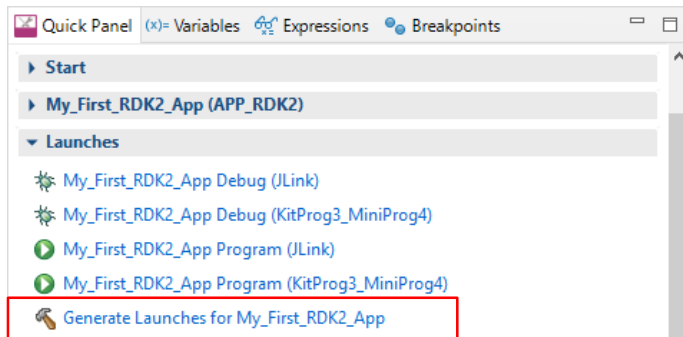 Quick Panel (x)= Variables Expressions Breakpoints
Start
My_First_RDK2_App (APP_RDK2)
Launches
My_First_RDK2_App Debug (JLink)
My_First_RDK2_App Debug (KitProg3_MiniProg4)
My_First_RDK2_App Program (JLink)
My_First_RDK2_App Program (KitProg3_MiniProg4)
Generate Launches for My_First_RDK2_App